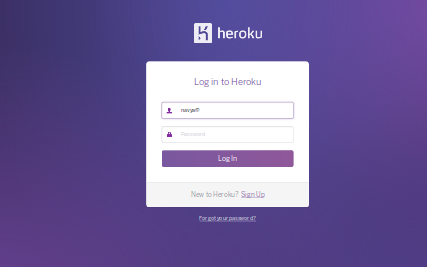 heroku
Log in to Heroku
navya@
Password
Log In
New to Heroku? Sign Up
Forgot your password?